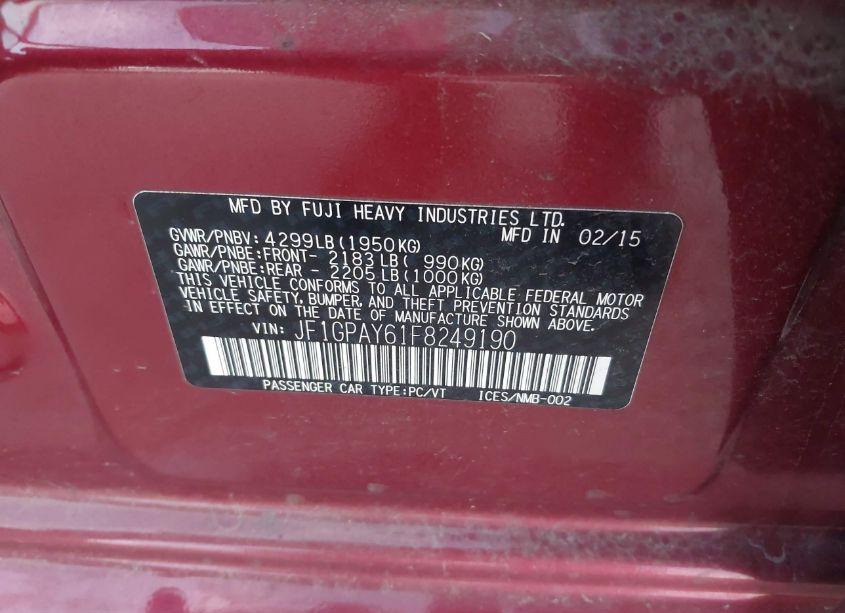 MFD BY FUJI HEAVY INDUSTRIES LTD.
GVWR/PNBV: 4299LB(1950KG) MFD IN 02/15
GAWR/PNBE:FRONT- 2183LB( 990KG)
GAWR/PNBE:REAR - 2205LB(1000KG)
THIS VEHICLE CONFORMS TO ALL APPLICABLE FEDERAL MOTOR
VEHICLE SAFETY, BUMPER, AND THEFT PREVENTION STANDARDS
IN EFFECT ON THE DATE OF MANUFACTURE SHOWN ABOVE.
VIN: JF1GPAY61F8249190
PASSENGER CAR TYPE:PC/VT ICES/NMB-002